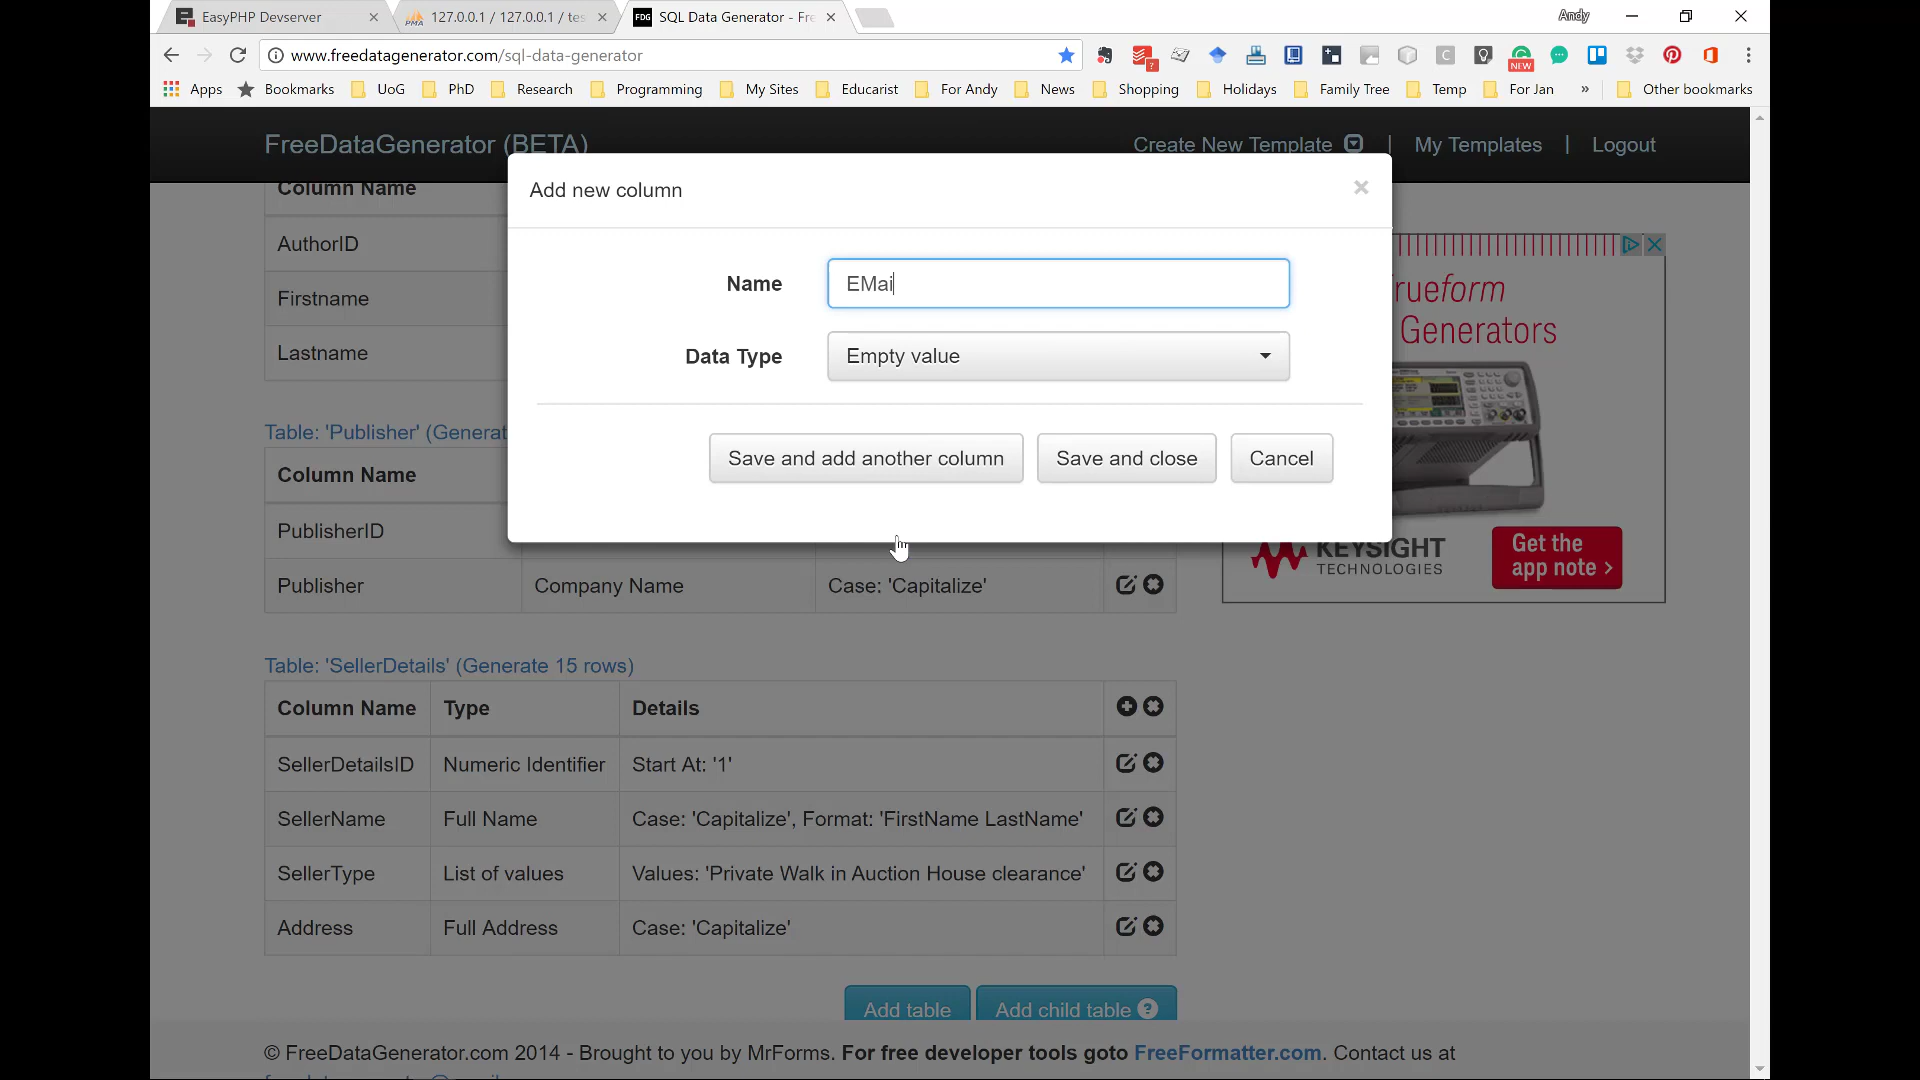 EasyPHP Devserver
PMA 127.0.0.1 / 127.0.0.1 / tes
FDG SQL Data Generator - Fre
Andy
www.freedatagenerator.com/sql-data-generator
NEW
Apps Bookmarks UoG PhD Research Programming My Sites Educarist For Andy News Shopping Holidays Family Tree Temp For Jan » Other bookmarks
FreeDataGenerator (BETA)
Create New Template | My Templates | Logout
Column Name
AuthorID
Firstname
Lastname
Add new column
Name EMai
Data Type Empty value
Save and add another column Save and close Cancel
Table: 'Publisher' (Generat
Column Name
PublisherID
Publisher Company Name Case: 'Capitalize'
Table: 'SellerDetails' (Generate 15 rows)
Column Name Type Details
SellerDetailsID Numeric Identifier Start At: '1'
SellerName Full Name Case: 'Capitalize', Format: 'FirstName LastName'
SellerType List of values Values: 'Private Walk in Auction House clearance'
Address Full Address Case: 'Capitalize'
Add table Add child table ?
rueform
Generators
KEYSIGHT
TECHNOLOGIES
Get the
app note >
© FreeDataGenerator.com 2014 - Brought to you by MrForms. For free developer tools goto FreeFormatter.com. Contact us at